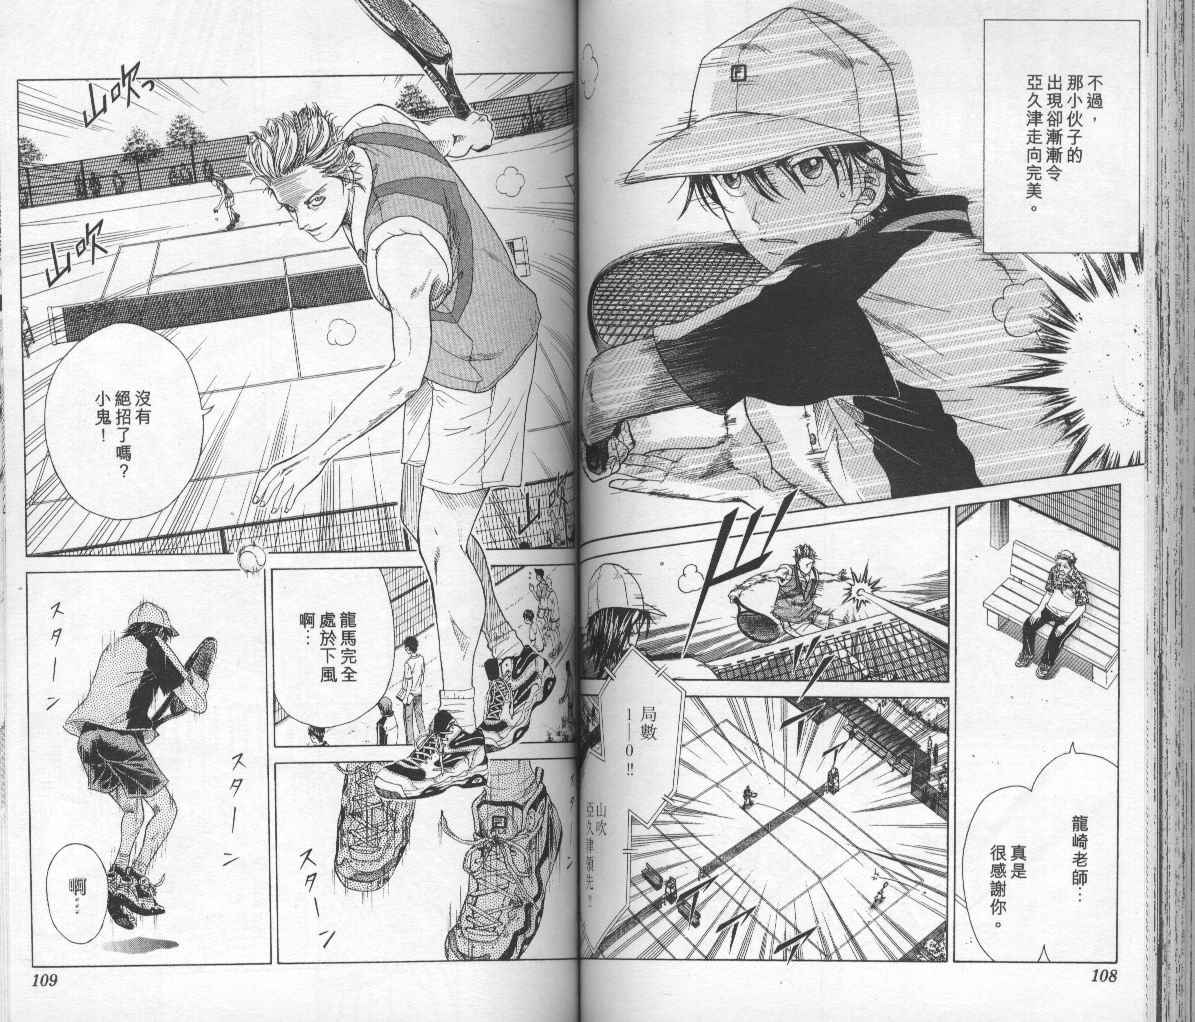 不過，
那小伙子的
出現卻漸漸令
亞久津走向完
美。
龍崎老師…
真是
很感謝你。
局數
1—0!!
山吹
亞久津領先!!
108
山吹っ
山吹
山吹
沒有
絕招了嗎？
小鬼！
龍馬完全
處於下風
啊…
スターン
スターン
啊…
スターン
109
F
F